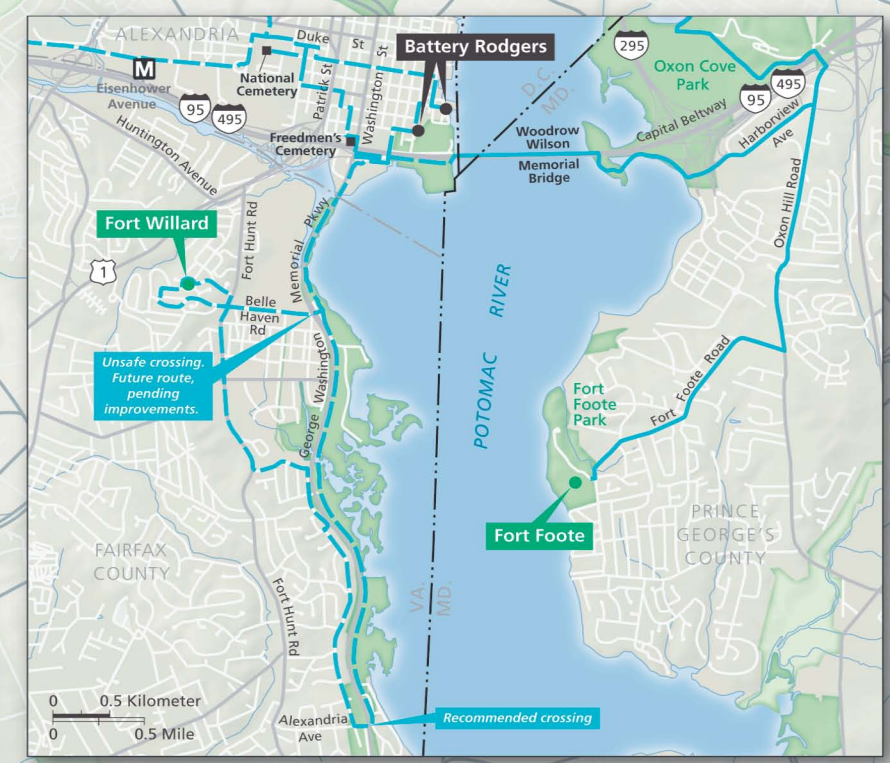 ALEXANDRIA
Duke
St
Battery Rodgers
295
Oxon Cove
Park
M
Eisenhower
Avenue
National
Cemetery
Patrick St
Washington St
D.C.
MD.
95
495
95
495
Capital Beltway
Harborview
Ave
Huntington Avenue
Freedmen's
Cemetery
Woodrow
Wilson
Memorial
Bridge
Oxon Hill Road
Fort Willard
Fort Hunt Rd
Memorial Pkwy
1
Belle
Haven
Rd
POTOMAC RIVER
Unsafe crossing.
Future route,
pending
improvements.
George Washington
Fort Foote Road
Fort
Foote
Park
Fort Foote
PRINCE
GEORGE'S
COUNTY
FAIRFAX
COUNTY
VA.
MD.
Fort Hunt Rd
0 0.5 Kilometer
0 0.5 Mile
Alexandria
Ave
Recommended crossing